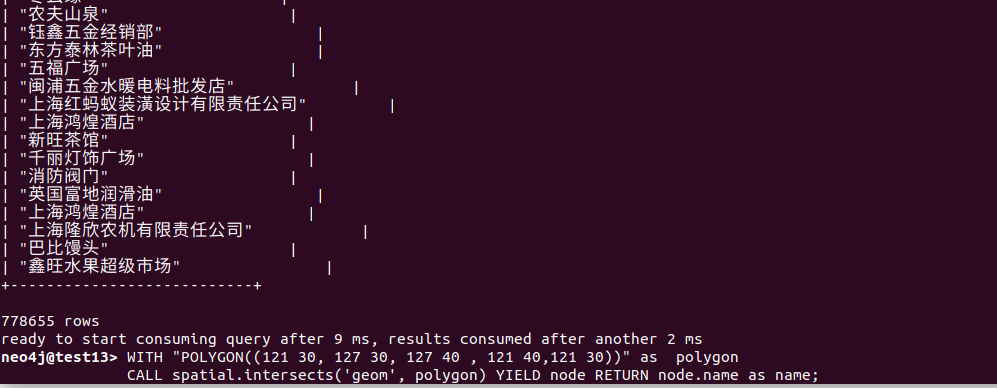 | "农夫山泉" |
| "钰鑫五金经销部" |
| "东方泰林茶叶油" |
| "五福广场" |
| "闽浦五金水暖电料批发店" |
| "上海红蚂蚁装潢设计有限责任公司" |
| "上海鸿煌酒店" |
| "新旺茶馆" |
| "千丽灯饰广场" |
| "消防阀门" |
| "英国富地润滑油" |
| "上海鸿煌酒店" |
| "上海隆欣农机有限责任公司" |
| "巴比馒头" |
| "鑫旺水果超级市场" |
+---------------------------+
778655 rows
ready to start consuming query after 9 ms, results consumed after another 2 ms
neo4j@test13> WITH "POLYGON((121 30, 127 30, 127 40 , 121 40,121 30))" as  polygon
CALL spatial.intersects('geom', polygon) YIELD node RETURN node.name as name;